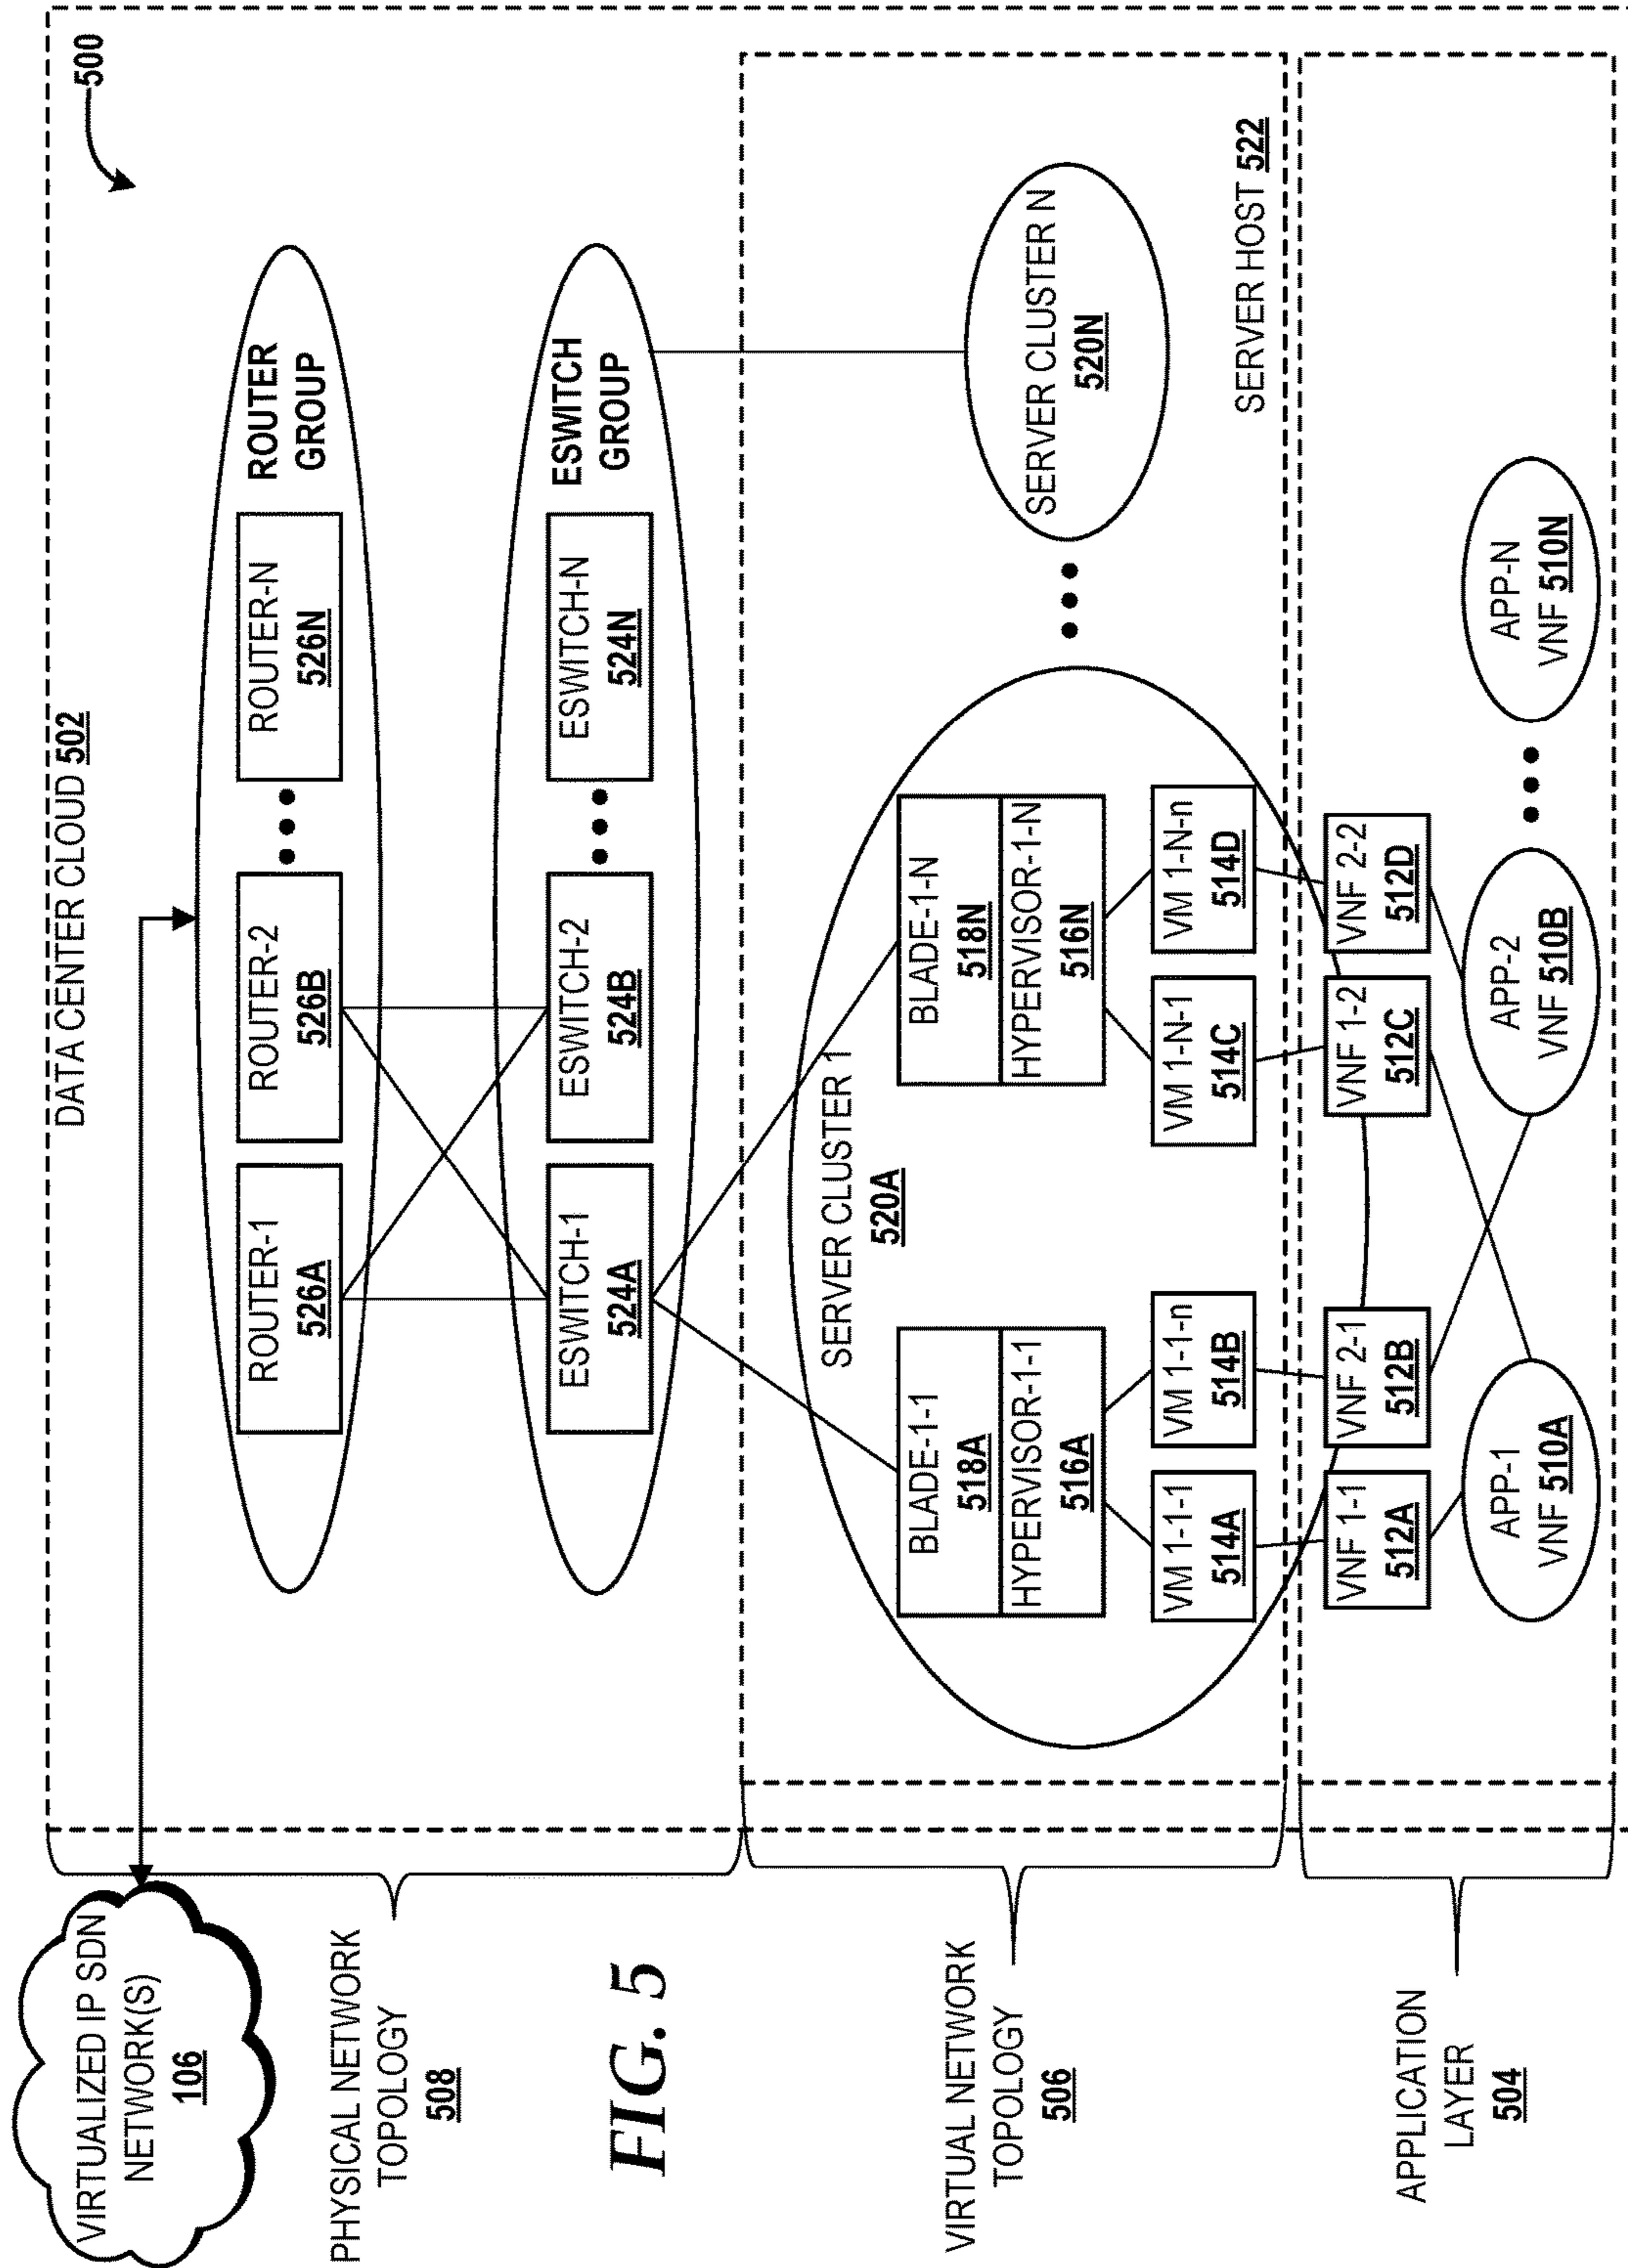 500
DATA CENTER CLOUD 502
VIRTUALIZED IP SDN
NETWORK(S)
106
ROUTER-1
526A
ROUTER-2
526B
ROUTER-N
526N
ROUTER
GROUP
PHYSICAL NETWORK
TOPOLOGY
508
ESWITCH-1
524A
ESWITCH-2
524B
ESWITCH-N
524N
ESWITCH
GROUP
FIG. 5
SERVER CLUSTER 1
520A
BLADE-1-1
518A
HYPERVISOR-1-1
516A
BLADE-1-N
518N
HYPERVISOR-1-N
516N
SERVER CLUSTER N
520N
VIRTUAL NETWORK
TOPOLOGY
506
VM 1-1-1
514A
VM 1-1-n
514B
VM 1-N-1
514C
VM 1-N-n
514D
SERVER HOST 522
VNF 1-1
512A
VNF 2-1
512B
VNF 1-2
512C
VNF 2-2
512D
APPLICATION
LAYER
504
APP-1
VNF 510A
APP-2
VNF 510B
APP-N
VNF 510N